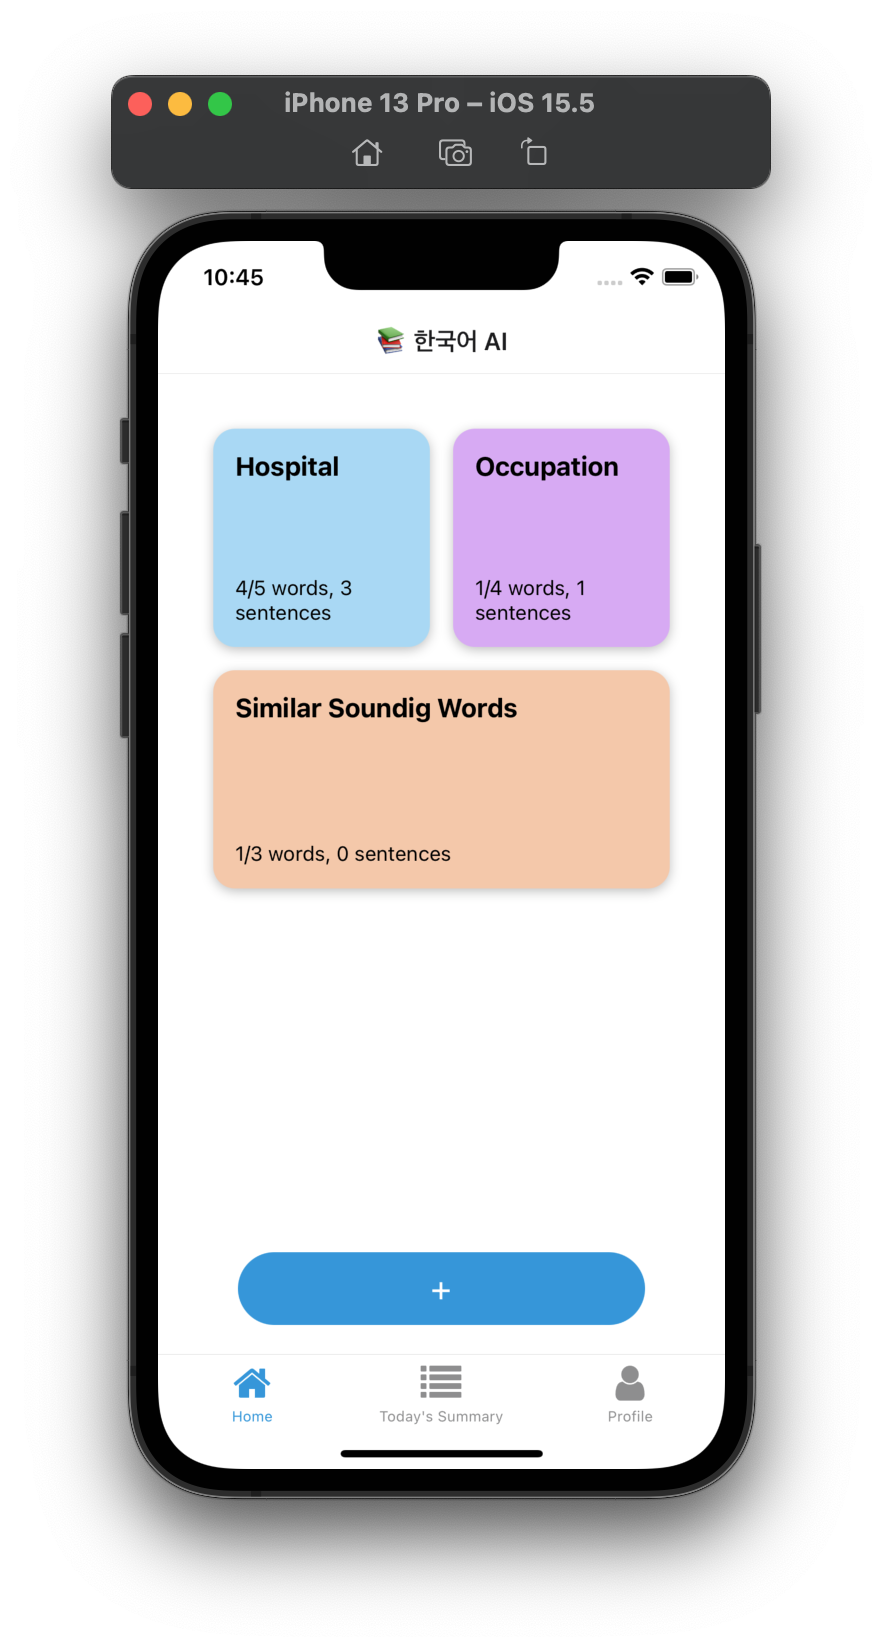 iPhone 13 Pro – iOS 15.5
10:45
📚 한국어 AI
Hospital
4/5 words, 3
sentences
Occupation
1/4 words, 1
sentences
Similar Soundig Words
1/3 words, 0 sentences
+
Home
Today's Summary
Profile